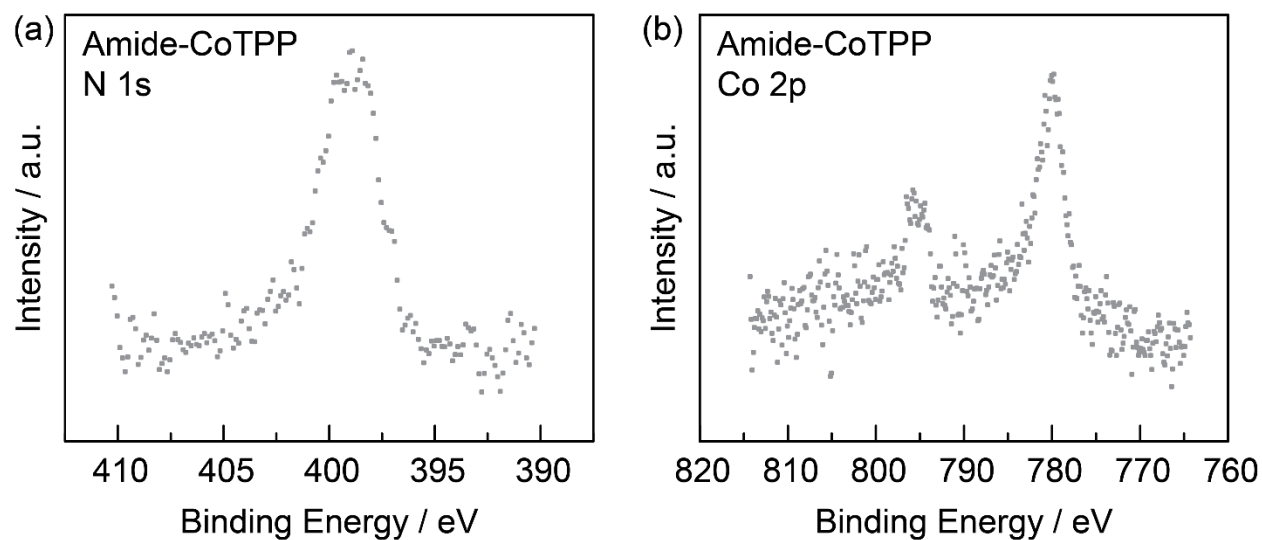 (a)
Amide-CoTPP
N 1s
Intensity / a.u.
410 405 400 395 390
Binding Energy / eV
(b)
Amide-CoTPP
Co 2p
Intensity / a.u.
820 810 800 790 780 770 760
Binding Energy / eV